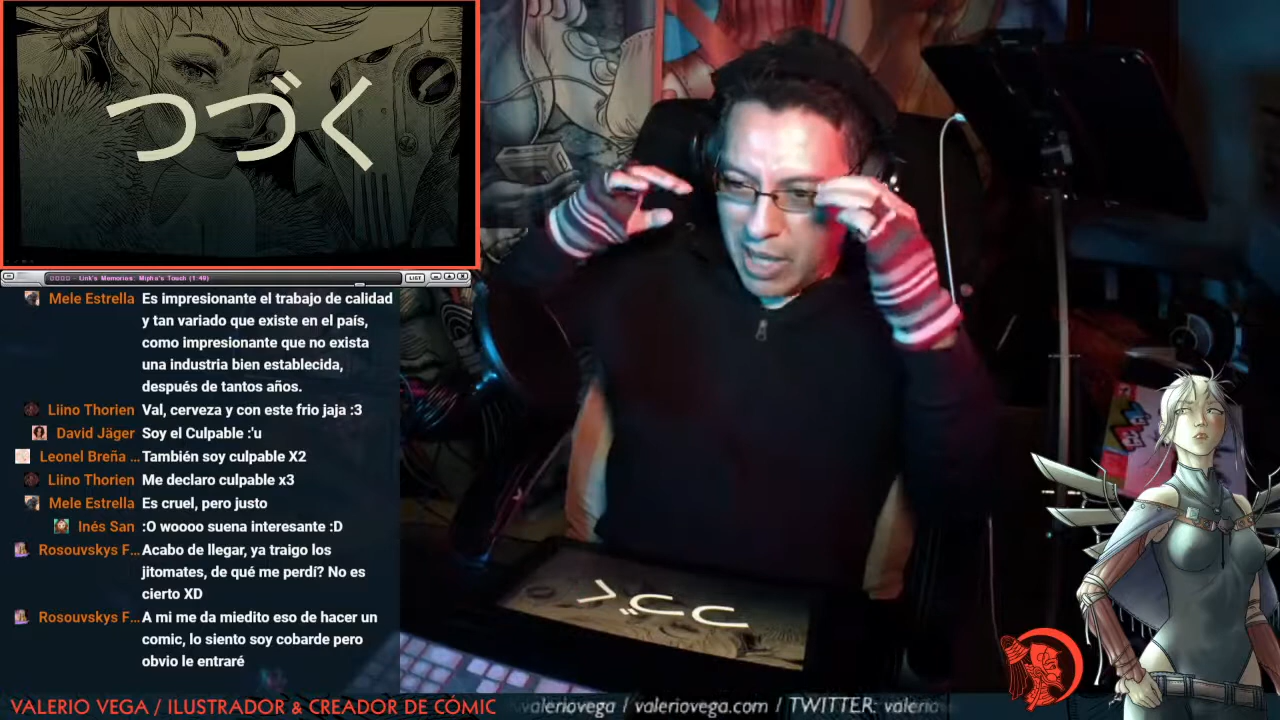 つづく
Link's Memories: Mipha's Touch (1:49)
LIST
Mele Estrella Es impresionante el trabajo de calidad
y tan variado que existe en el país,
como impresionante que no exista
una industria bien establecida,
después de tantos años.
Liino Thorien Val, cerveza y con este frio jaja :3
David Jäger Soy el Culpable :'u
Leonel Breña ... También soy culpable X2
Liino Thorien Me declaro culpable x3
Mele Estrella Es cruel, pero justo
Inés San :O woooo suena interesante :D
Rosouvskys F... Acabo de llegar, ya traigo los
jitomates, de qué me perdí? No es
cierto XD
Rosouvskys F... A mi me da miedito eso de hacer un
comic, lo siento soy cobarde pero
obvio le entraré
つづく
VALERIO VEGA / ILUSTRADOR & CREADOR DE CÓMIC
valeriovega / valeriovega.com / TWITTER: valerio